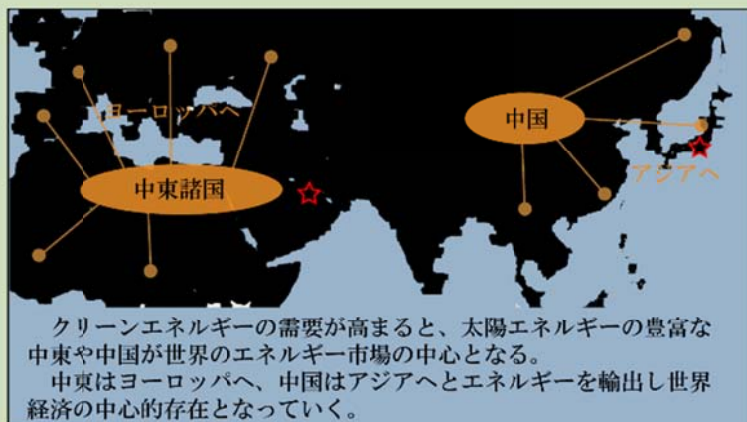 ヨーロッパへ
中国
中東諸国
アジアへ
　クリーンエネルギーの需要が高まると、太陽エネルギーの豊富な
中東や中国が世界のエネルギー市場の中心となる。
　中東はヨーロッパへ、中国はアジアへとエネルギーを輸出し世界
経済の中心的存在となっていく。